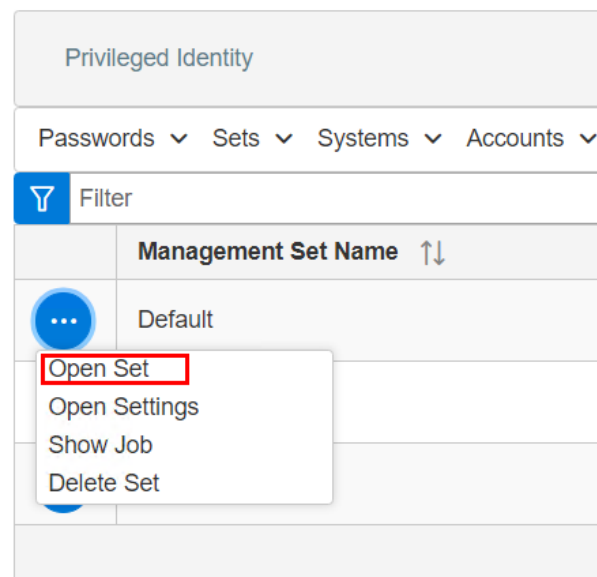 Privileged Identity
Passwords Sets Systems Accounts
Filter
Management Set Name
Default
Open Set
Open Settings
Show Job
Delete Set